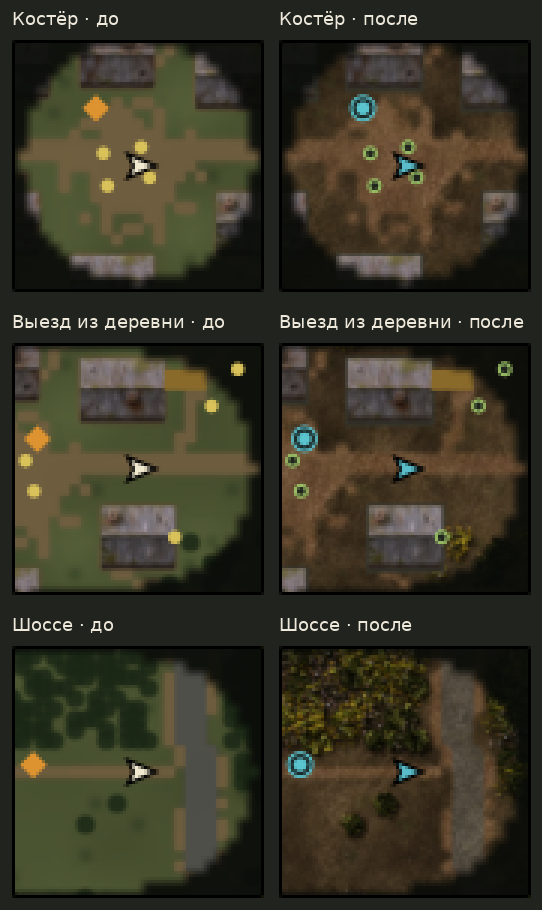 Костёр · до
Костёр · после
Выезд из деревни · до
Выезд из деревни · после
Шоссе · до
Шоссе · после